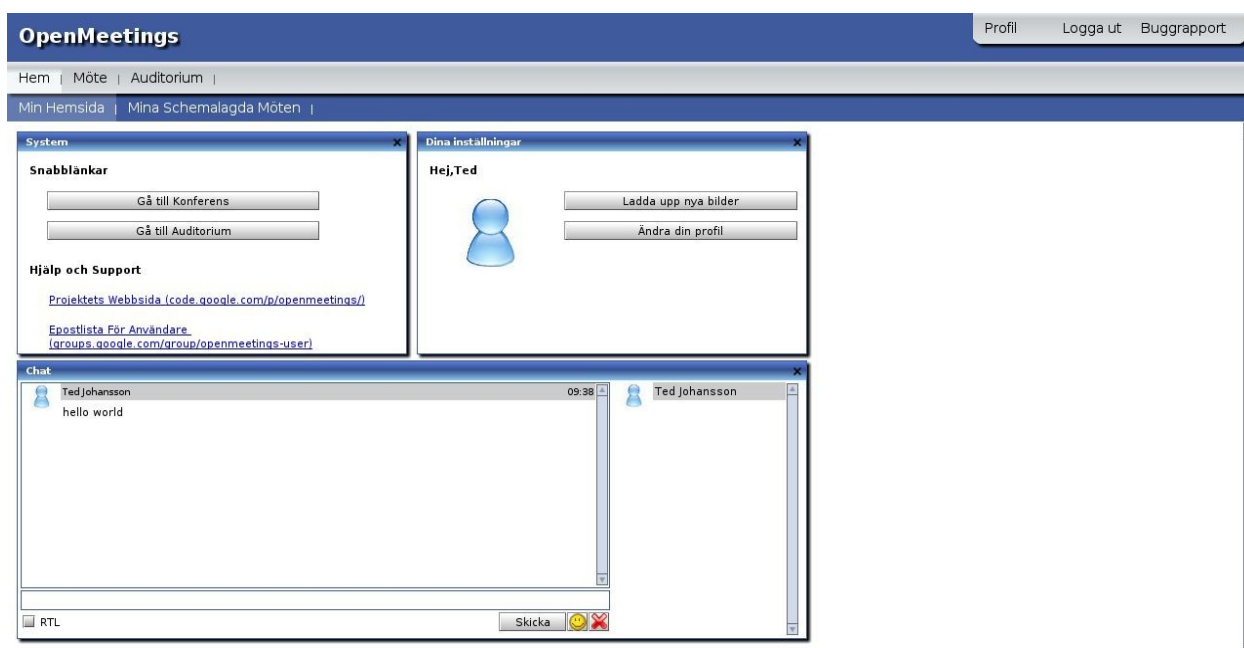 OpenMeetings
Profil Logga ut Buggrapport
Hem | Möte | Auditorium |
Min Hemsida | Mina Schemalagda Möten |
System
Snabblänkar
Gå till Konferens
Gå till Auditorium
Hjälp och Support
Projektets Webbsida (code.google.com/p/openmeetings/)
Epostlista För Användare
(groups.google.com/group/openmeetings-user)
Dina inställningar
Hej,Ted
Ladda upp nya bilder
Ändra din profil
Chat
Ted Johansson 09:38
hello world
Ted Johansson
RTL
Skicka